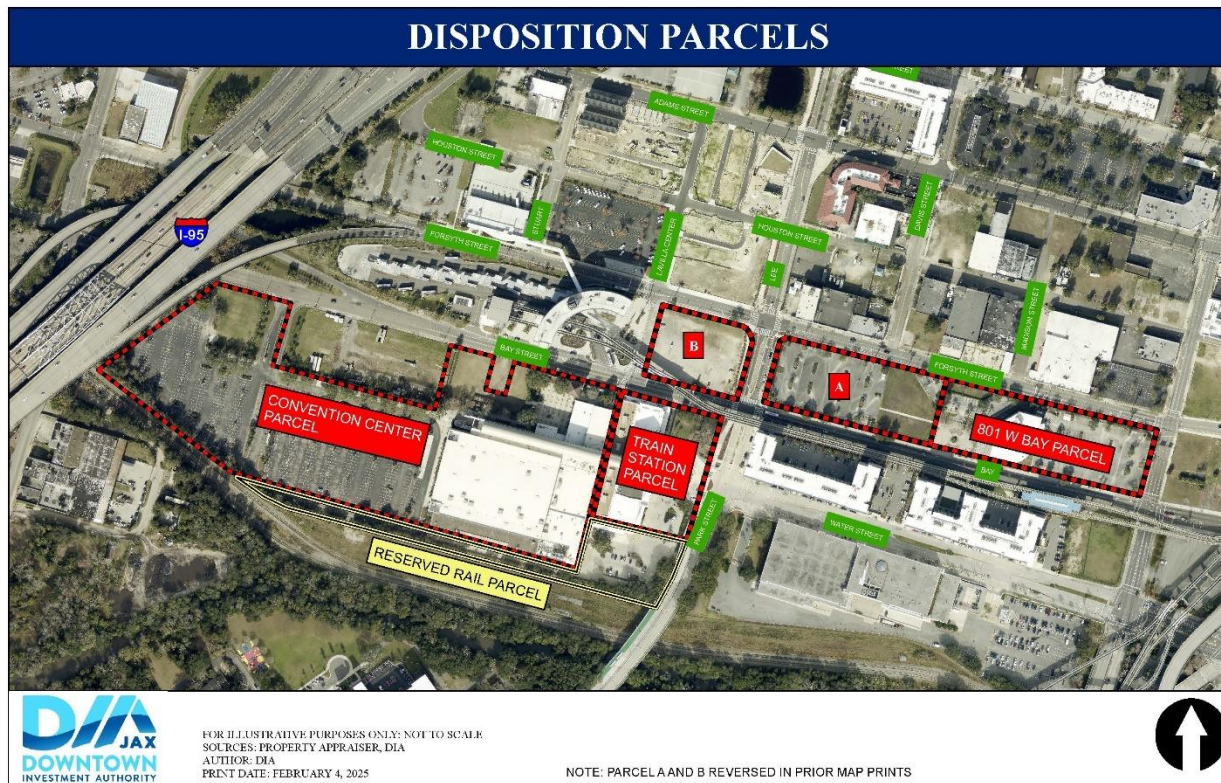 DISPOSITION PARCELS
STREET
ADAMS STREET
HOUSTON STREET
DAVIS STREET
I-95
FORSYTH STREET
STUART
LAVILLA CENTER
HOUSTON STREET
LEE
MADISON STREET
BAY STREET
B
A
FORSYTH STREET
CONVENTION CENTER
PARCEL
TRAIN
STATION
PARCEL
801 W BAY PARCEL
BAY
PARK STREET
WATER STREET
RESERVED RAIL PARCEL
DIA
JAX
DOWNTOWN
INVESTMENT AUTHORITY
FOR ILLUSTRATIVE PURPOSES ONLY: NOT TO SCALE
SOURCES: PROPERTY APPRAISER, DIA
AUTHOR: DIA
PRINT DATE: FEBRUARY 4, 2025
NOTE: PARCEL A AND B REVERSED IN PRIOR MAP PRINTS